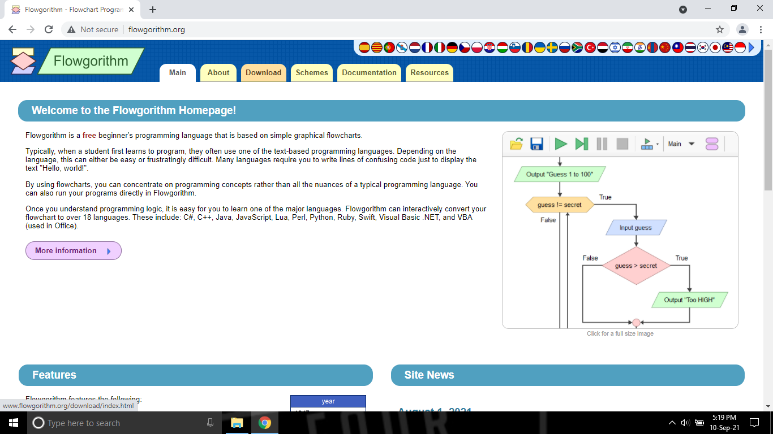 Flowgorithm - Flowchart Program
Not secure
flowgorithm.org
Flowgorithm
Main
About
Download
Schemes
Documentation
Resources
Welcome to the Flowgorithm Homepage!
Flowgorithm is a free beginner's programming language that is based on simple graphical flowcharts.
Typically, when a student first learns to program, they often use one of the text-based programming languages. Depending on the
language, this can either be easy or frustratingly difficult. Many languages require you to write lines of confusing code just to display the
text "Hello, world!".
By using flowcharts, you can concentrate on programming concepts rather than all the nuances of a typical programming language. You
can also run your programs directly in Flowgorithm.
Once you understand programming logic, it is easy for you to learn one of the major languages. Flowgorithm can interactively convert your
flowchart to over 18 languages. These include: C#, C++, Java, JavaScript, Lua, Perl, Python, Ruby, Swift, Visual Basic .NET, and VBA
(used in Office).
More Information
Main
Output "Guess 1 to 100"
guess != secret
True
False
Input guess
False
guess > secret
True
Output "Too HIGH"
Click for a full size image
Features
Site News
Flowgorithm features the following.
year
August 1, 2021
www.flowgorithm.org/download/index.html
Type here to search
5:19 PM
10-Sep-21